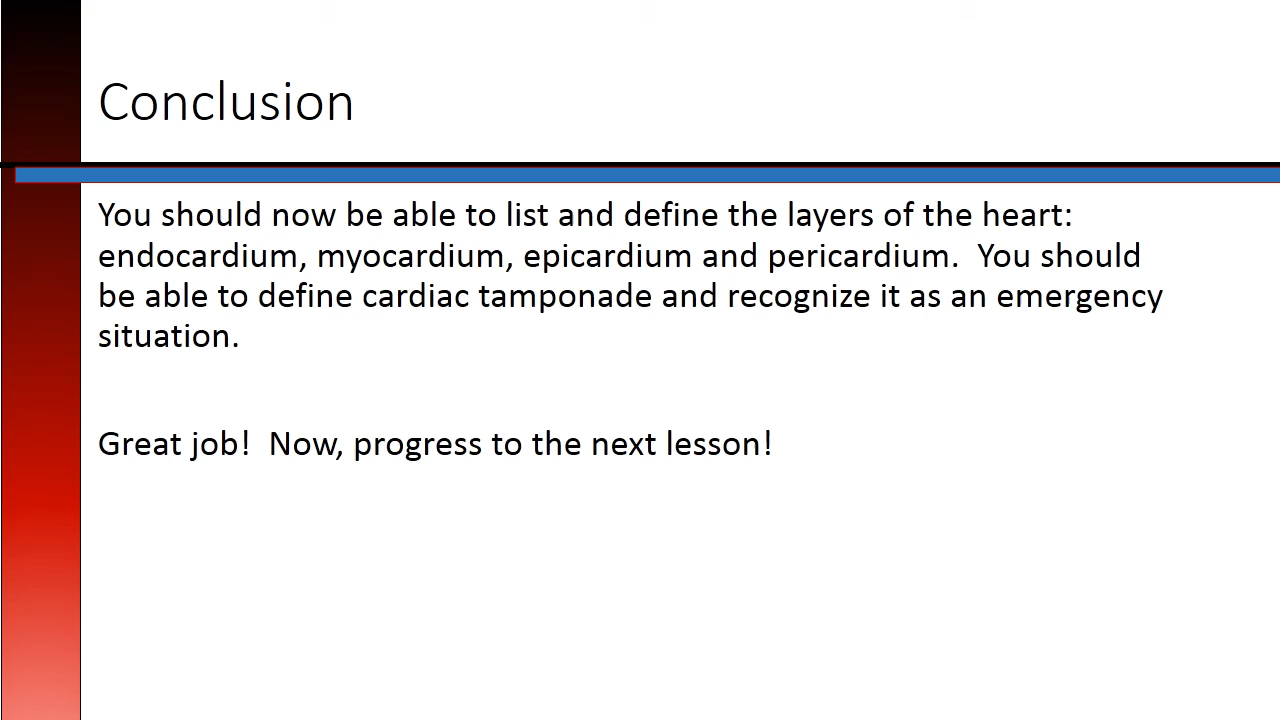 Conclusion
You should now be able to list and define the layers of the heart:
endocardium, myocardium, epicardium and pericardium.  You should
be able to define cardiac tamponade and recognize it as an emergency
situation.
Great job!  Now, progress to the next lesson!